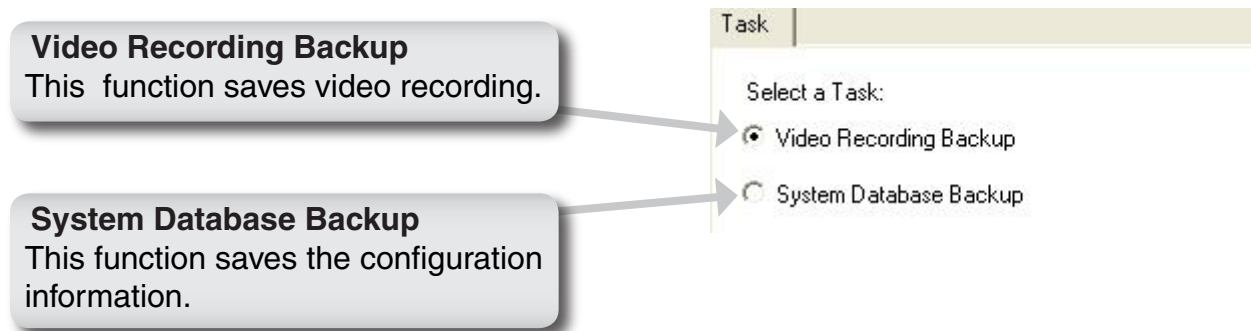 Video Recording Backup
This function saves video recording.
System Database Backup
This function saves the configuration
information.
Task
Select a Task:
Video Recording Backup
System Database Backup